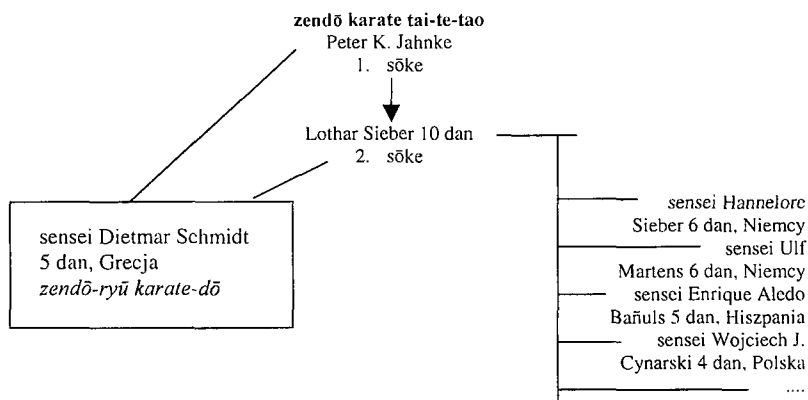 zendō karate tai-te-tao
Peter K. Jahnke
1. sōke
Lothar Sieber 10 dan
2. sōke
sensei Dietmar Schmidt
5 dan, Grecja
zendō-ryū karate-dō
sensei Hannelore
Sieber 6 dan, Niemcy
sensei Ulf
Martens 6 dan, Niemcy
sensei Enrique Aledo
Bañuls 5 dan, Hiszpania
sensei Wojciech J.
Cynarski 4 dan, Polska
....